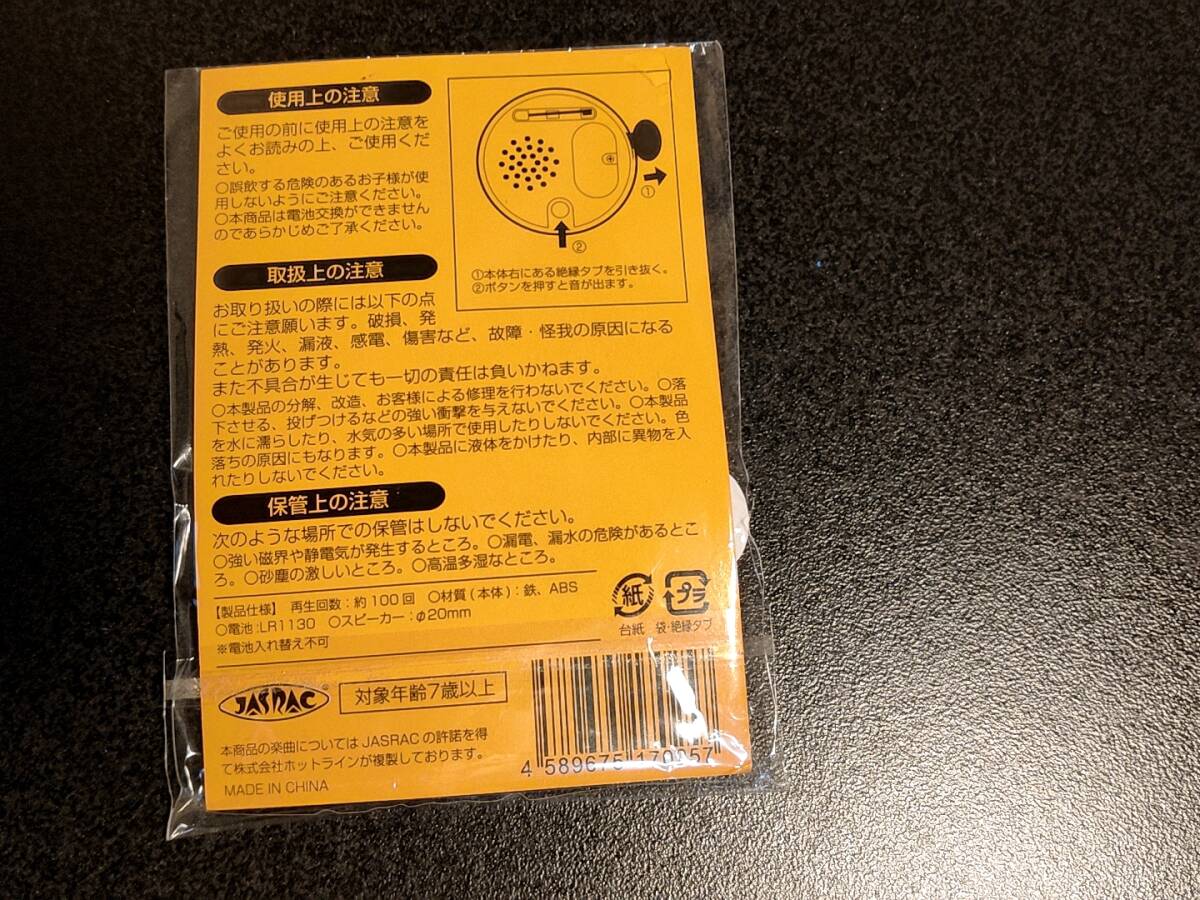 使用上の注意
ご使用の前に使用上の注意を
よくお読みの上、ご使用くだ
さい。
○誤飲する危険のあるお子様が使
用しないようにご注意ください。
○本商品は電池交換ができません
のであらかじめご了承ください。
①
②
①本体右にある絶縁タブを引き抜く。
②ボタンを押すと音が出ます。
取扱上の注意
お取り扱いの際には以下の点
にご注意願います。破損、発
熱、発火、漏液、感電、傷害など、故障・怪我の原因になる
ことがあります。
また不具合が生じても一切の責任は負いかねます。
○本製品の分解、改造、お客様による修理を行わないでください。○落
下させる、投げつけるなどの強い衝撃を与えないでください。○本製品
を水に濡らしたり、水気の多い場所で使用したりしないでください。色
落ちの原因にもなります。○本製品に液体をかけたり、内部に異物を入
れたりしないでください。
保管上の注意
次のような場所での保管はしないでください。
○強い磁界や静電気が発生するところ。○漏電、漏水の危険があるとこ
ろ。○砂塵の激しいところ。○高温多湿なところ。
【製品仕様】 再生回数:約100回 ○材質(本体):鉄、ABS
○電池:LR1130 ○スピーカー:φ20mm
※電池入れ替え不可
紙
プラ
台紙 袋・絶縁タブ
JASRAC
対象年齢7歳以上
本商品の楽曲については JASRAC の許諾を得
て株式会社ホットラインが複製しております。
MADE IN CHINA
4 589675 170057